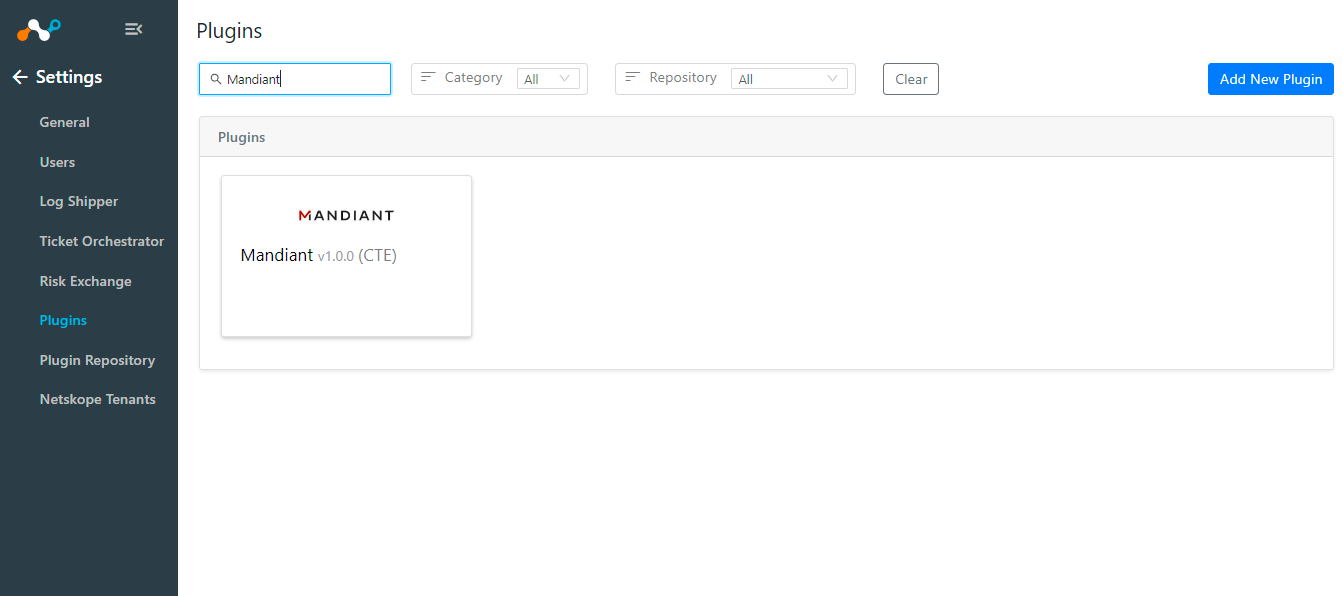 Plugins
Settings
Mandiant
Category
All
Repository
All
Clear
Add New Plugin
General
Users
Log Shipper
Ticket Orchestrator
Risk Exchange
Plugins
Plugin Repository
Netskope Tenants
Plugins
MANDIANT
Mandiant v1.0.0 (CTE)